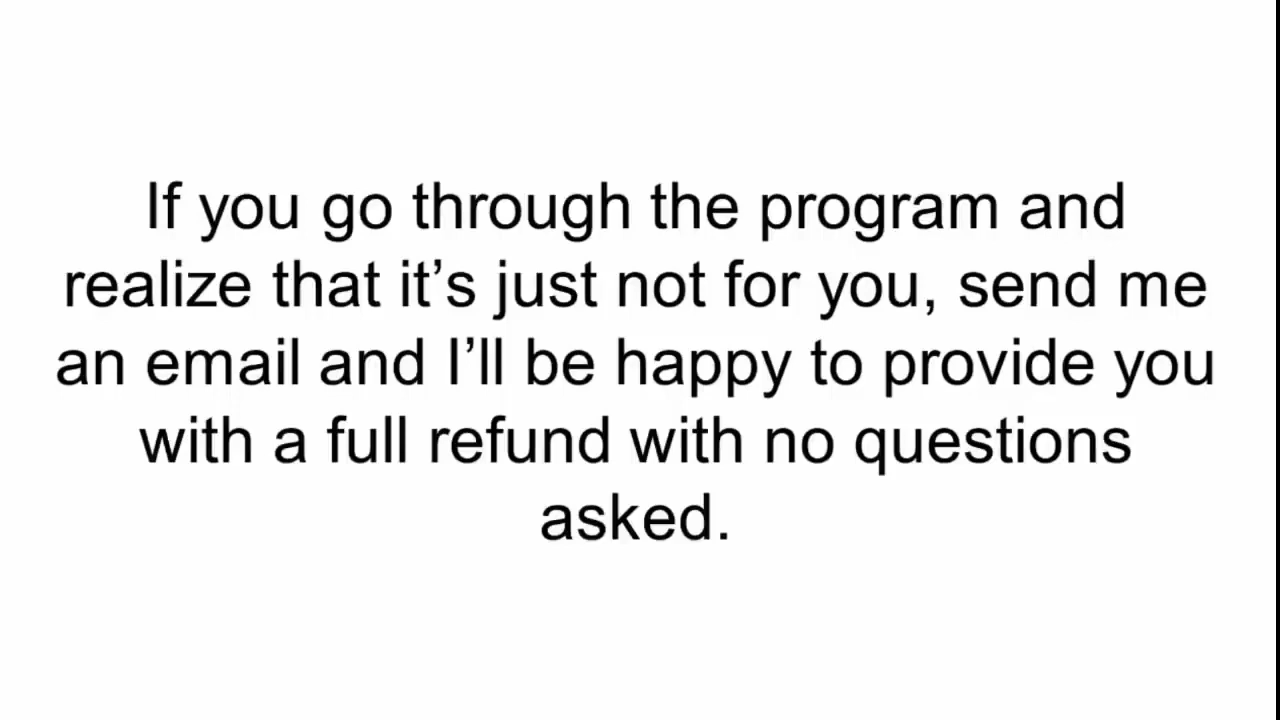 If you go through the program and
realize that it’s just not for you, send me
an email and I’ll be happy to provide you
with a full refund with no questions
asked.